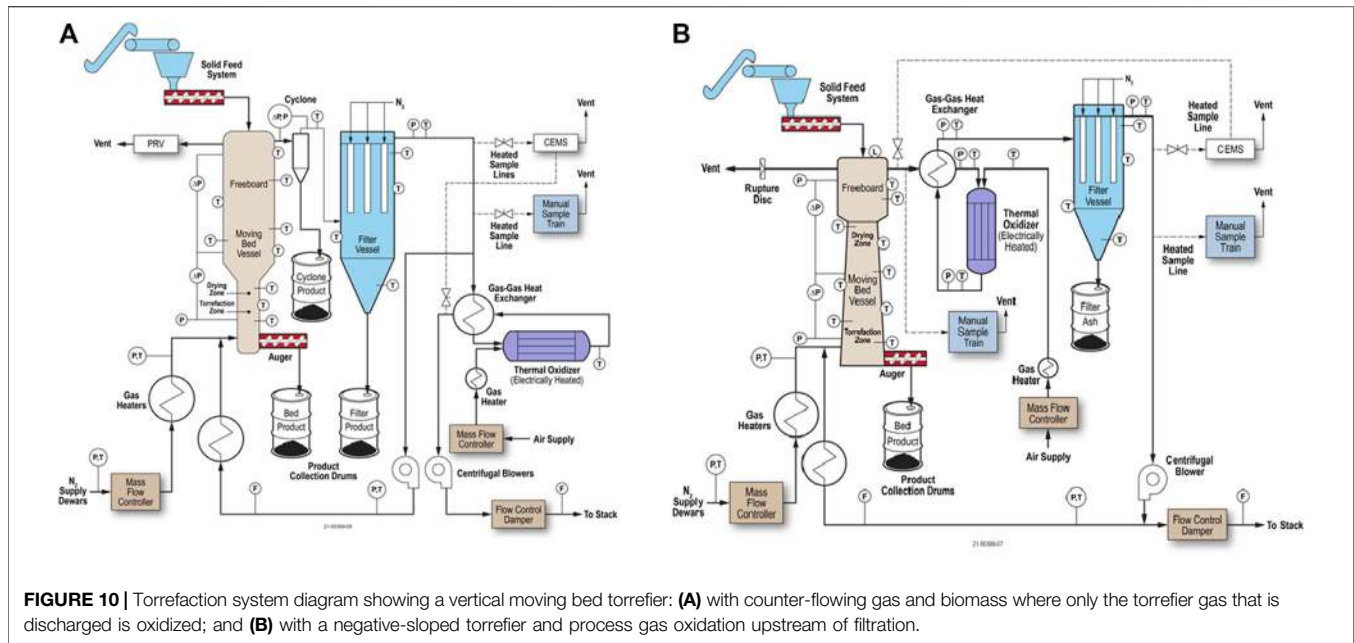 A
Solid Feed
System
Cyclone
N2
ΔP,P
T
P
T
Vent
PRV
T
T
CEMS
Vent
Heated
Sample
Lines
Freeboard
T
T
ΔP
T
Filter
Vessel
Moving
Bed
Vessel
T
T
T
Manual
Sample
Train
Vent
Heated
Sample
Line
Cyclone
Product
ΔP
Drying
Zone
Torrefaction
Zone
T
T
T
T
P
Gas-Gas Heat
Exchanger
P,T
Auger
Thermal Oxidizer
(Electrically Heated)
T
Gas
Heaters
Gas
Heater
Bed
Product
Filter
Product
Mass Flow
Controller
Air Supply
Product
Collection Drums
Centrifugal Blowers
P,T
N2
Supply
Dewars
Mass
Flow
Controller
F
P,T
F
Flow Control
Damper
To Stack
B
Solid Feed
System
Gas-Gas Heat
Exchanger
P
T
N2
P
T
Heated
Sample
Line
Vent
CEMS
L
Vent
Rupture
Disc
Freeboard
P
T
T
P
T
T
T
T
Filter
Vessel
ΔP
Drying
Zone
Thermal
Oxidizer
(Electrically
Heated)
T
T
T
Vent
Manual
Sample
Train
Heated
Sample
Line
Moving
Bed
Vessel
T
T
P
T
ΔP
Torrefaction
Zone
T
T
P
Vent
Manual
Sample
Train
Filter
Ash
P,T
Auger
Gas
Heater
Gas
Heaters
Bed
Product
Mass Flow
Controller
Air Supply
Product
Collection Drums
Centrifugal
Blower
P,T
N2
Supply
Dewars
Mass
Flow
Controller
F
P,T
F
Flow Control
Damper
To Stack
FIGURE 10 | Torrefaction system diagram showing a vertical moving bed torrefier: (A) with counter-flowing gas and biomass where only the torrefier gas that is
discharged is oxidized; and (B) with a negative-sloped torrefier and process gas oxidation upstream of filtration.